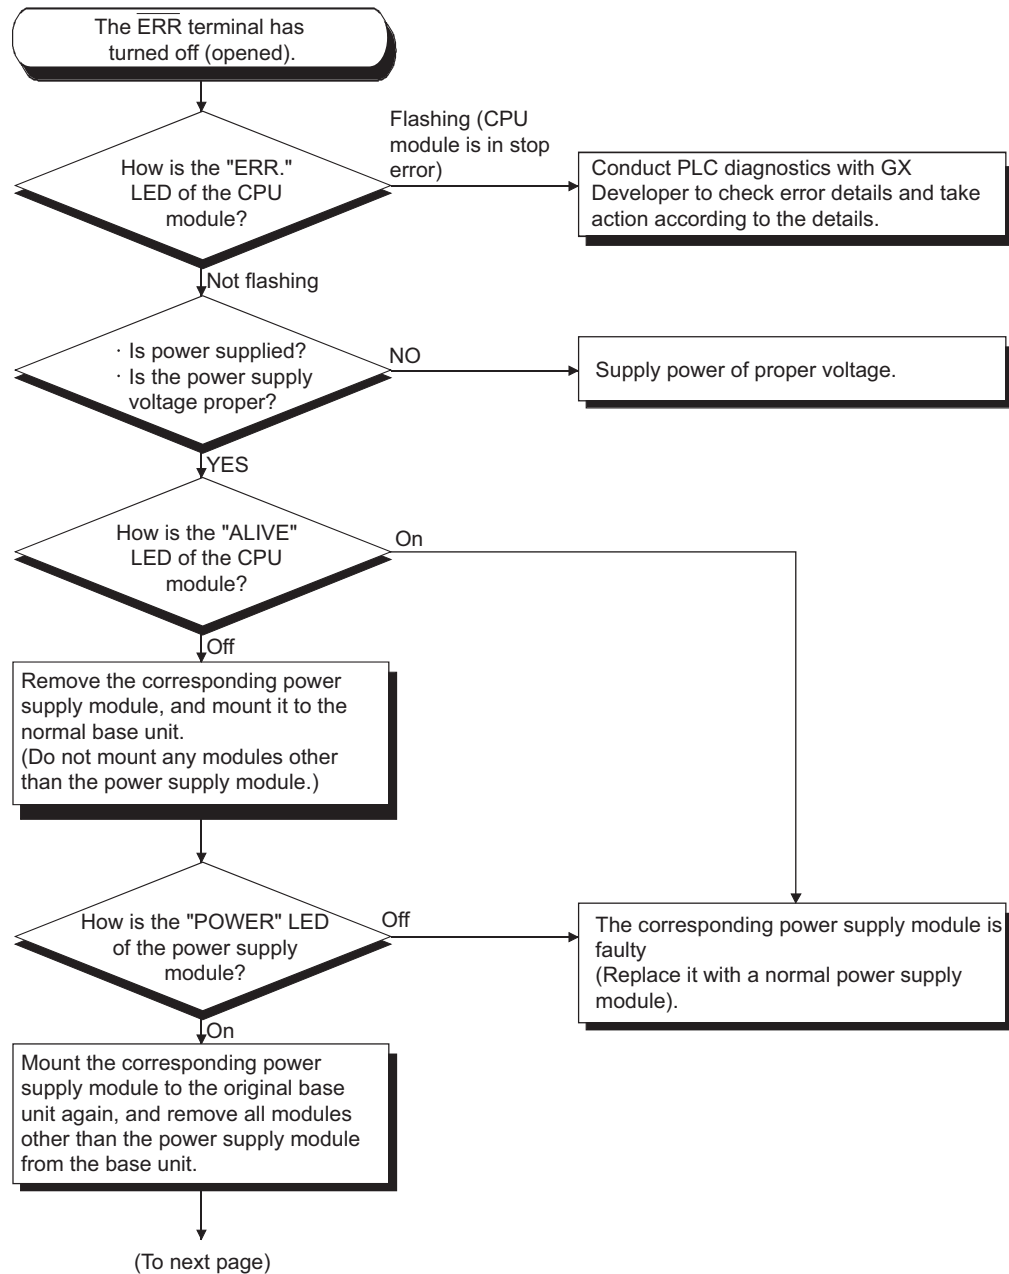 The ERR terminal has
turned off (opened).
Flashing (CPU
module is in stop
error)
How is the "ERR."
LED of the CPU
module?
Conduct PLC diagnostics with GX
Developer to check error details and take
action according to the details.
Not flashing
· Is power supplied?
· Is the power supply
voltage proper?
NO
Supply power of proper voltage.
YES
How is the "ALIVE"
LED of the CPU
module?
On
Off
Remove the corresponding power
supply module, and mount it to the
normal base unit.
(Do not mount any modules other
than the power supply module.)
How is the "POWER" LED
of the power supply
module?
Off
The corresponding power supply module is
faulty
(Replace it with a normal power supply
module).
On
Mount the corresponding power
supply module to the original base
unit again, and remove all modules
other than the power supply module
from the base unit.
(To next page)